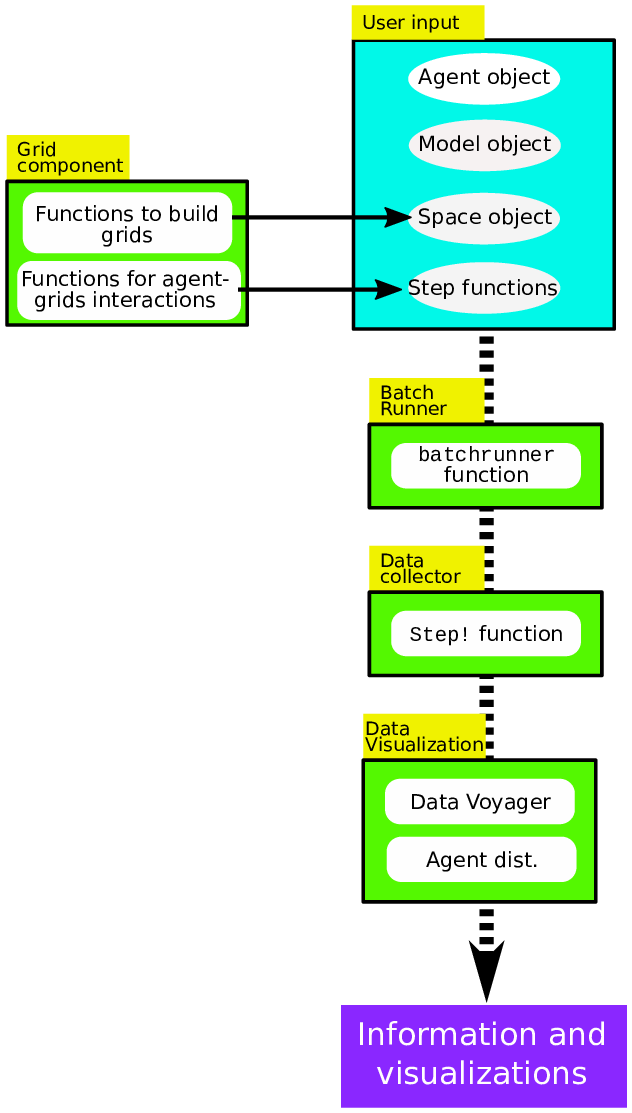 User input
Agent object
Model object
Space object
Step functions
Grid
component
Functions to build
grids
Functions for agent-
grids interactions
Batch
Runner
batchrunner
function
Data
collector
Step! function
Data
Visualization
Data Voyager
Agent dist.
Information and
visualizations